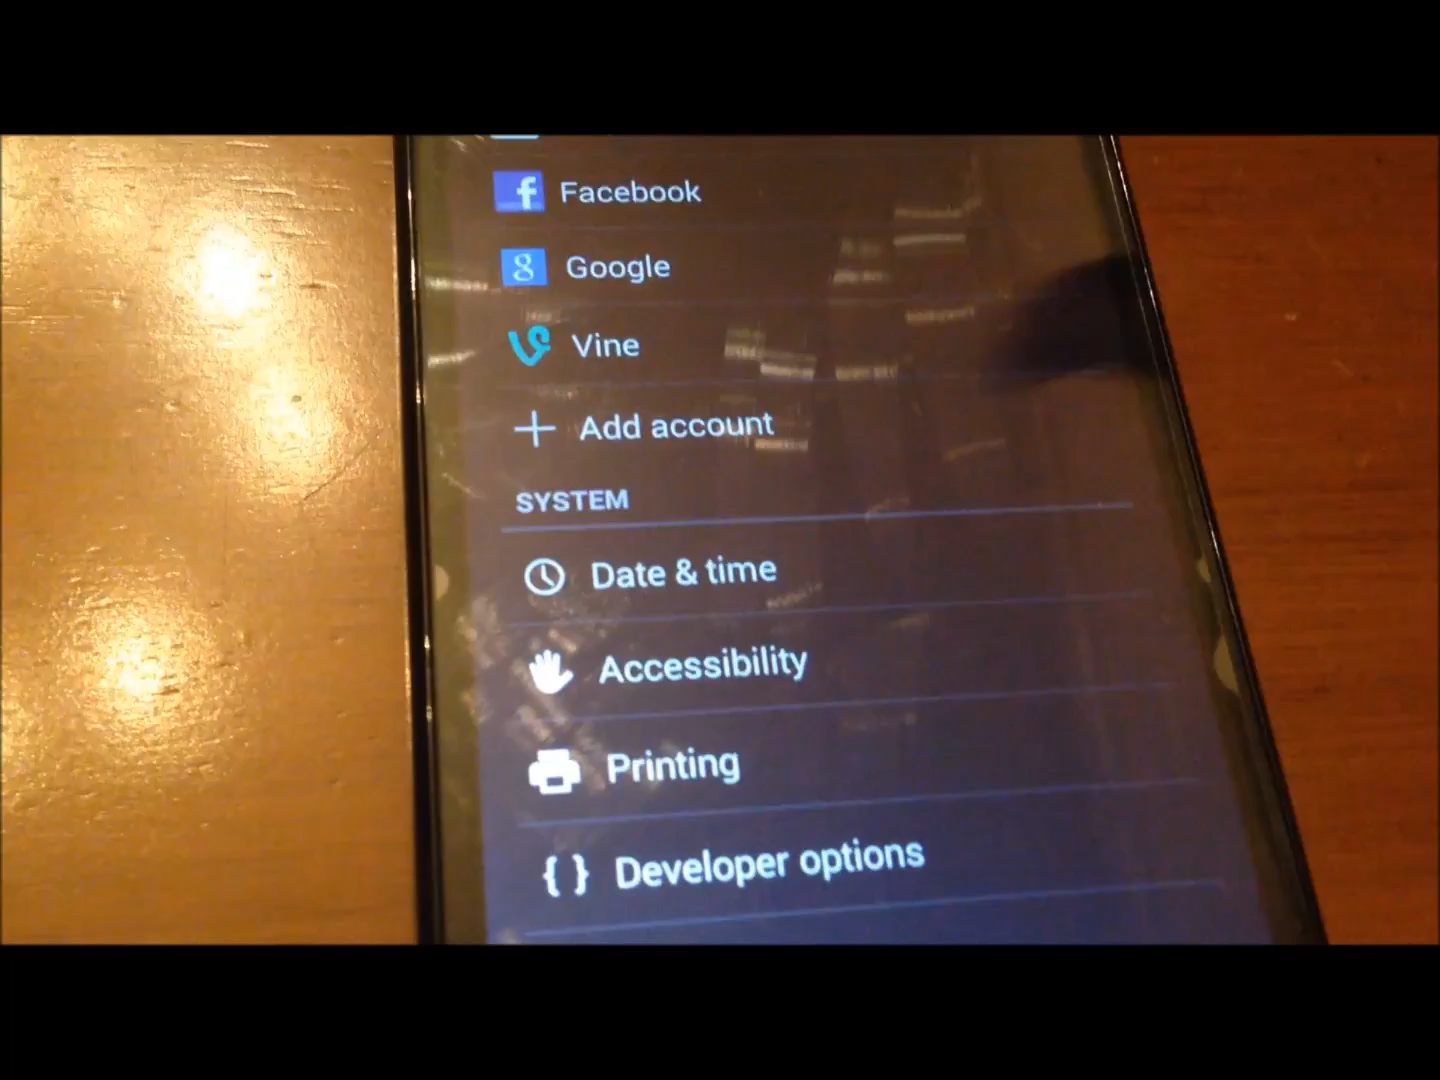 Facebook
Google
Vine
Add account
SYSTEM
Date & time
Accessibility
Printing
{ } Developer options